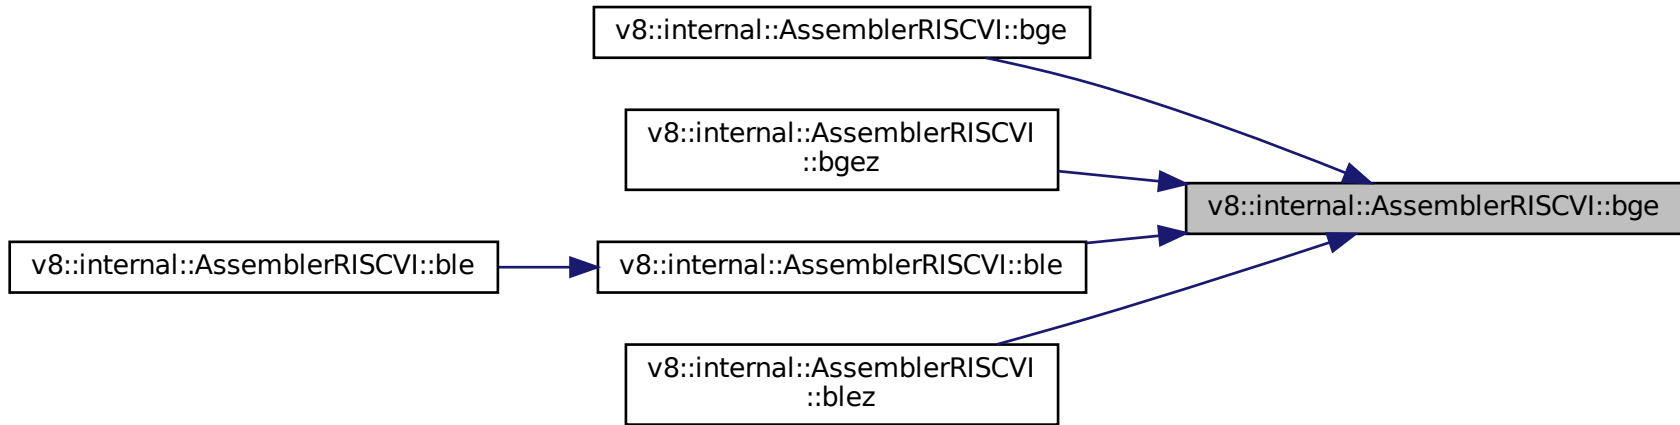 v8::internal::AssemblerRISCVI::bge
v8::internal::AssemblerRISCVI
::bgez
v8::internal::AssemblerRISCVI::bge
v8::internal::AssemblerRISCVI::ble
v8::internal::AssemblerRISCVI::ble
v8::internal::AssemblerRISCVI
::blez